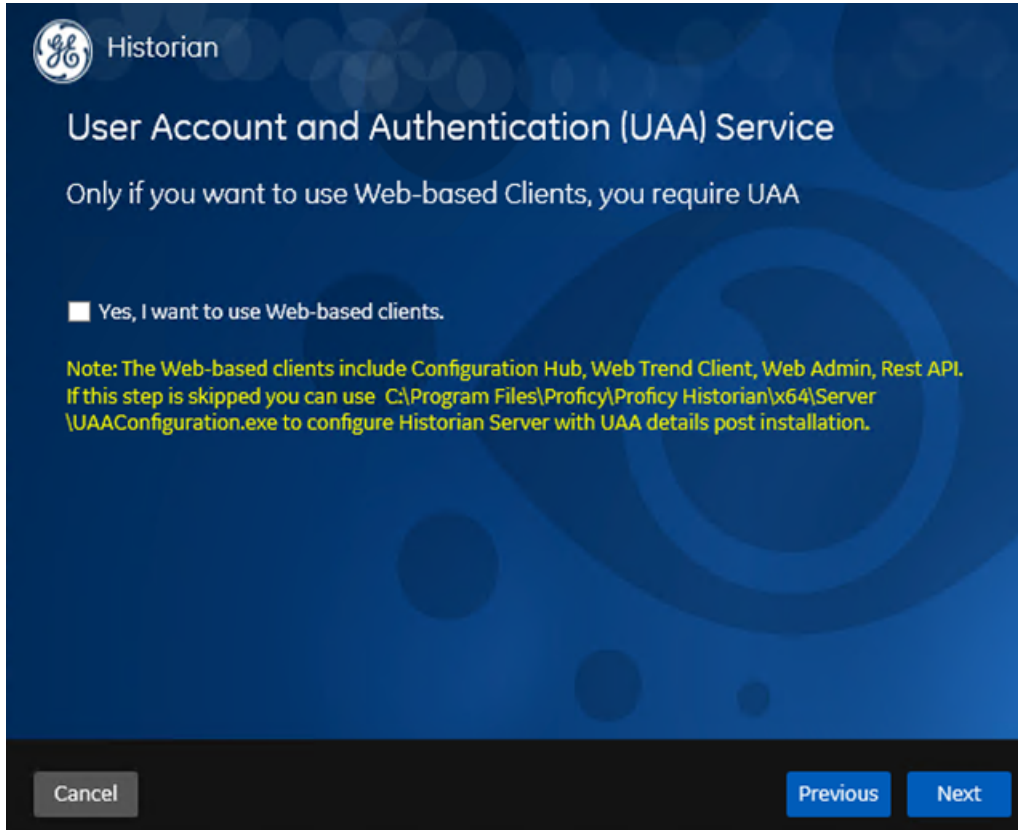 Historian
User Account and Authentication (UAA) Service
Only if you want to use Web-based Clients, you require UAA
Yes, I want to use Web-based clients.
Note: The Web-based clients include Configuration Hub, Web Trend Client, Web Admin, Rest API.
If this step is skipped you can use C:\Program Files\Proficy\Proficy Historian\x64\Server
\UAAConfiguration.exe to configure Historian Server with UAA details post installation.
Cancel
Previous
Next